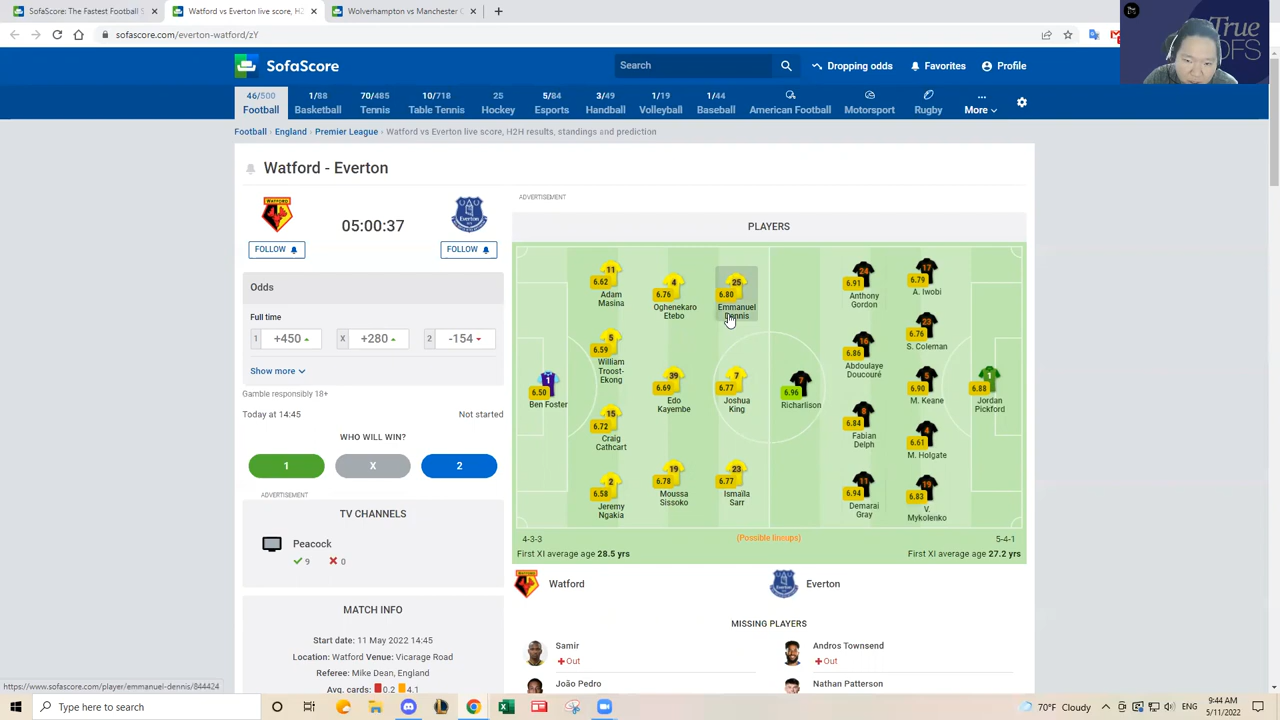 SofaScore: The Fastest Football S
Watford vs Everton live score, H
Wolverhampton vs Manchester C
sofascore.com/everton-watford/zY
True
DFS
SofaScore
Search
Dropping odds
Favorites
Profile
46/500
Football
1/88
Basketball
70/485
Tennis
10/718
Table Tennis
25
Hockey
5/84
Esports
3/49
Handball
1/19
Volleyball
1/44
Baseball
American Football
Motorsport
Rugby
More
Football · England · Premier League · Watford vs Everton live score, H2H results, standings and prediction
Watford - Everton
WATFORD
Everton
05:00:37
FOLLOW
FOLLOW
Odds
Full time
1 +450
X +280
2 -154
Show more
Gamble responsibly 18+
Today at 14:45
Not started
WHO WILL WIN?
1
X
2
ADVERTISEMENT
TV CHANNELS
Peacock
9
0
MATCH INFO
Start date: 11 May 2022 14:45
Location: Watford Venue: Vicarage Road
Referee: Mike Dean, England
Avg. cards: 0.2 4.1
ADVERTISEMENT
PLAYERS
1
6.50
Ben Foster
11
6.62
Adam
Masina
5
6.59
William
Troost-
Ekong
15
6.72
Craig
Cathcart
2
6.58
Jeremy
Ngakia
4
6.76
Oghenekaro
Etebo
39
6.69
Edo
Kayembe
19
6.78
Moussa
Sissoko
25
6.80
Emmanuel
Dennis
7
6.77
Joshua
King
23
6.77
Ismaïla
Sarr
7
6.96
Richarlison
24
6.91
Anthony
Gordon
16
6.86
Abdoulaye
Doucouré
8
6.84
Fabian
Delph
11
6.94
Demarai
Gray
17
6.79
A. Iwobi
23
6.76
S. Coleman
5
6.90
M. Keane
4
6.61
M. Holgate
19
6.83
V.
Mykolenko
1
6.88
Jordan
Pickford
4-3-3
(Possible lineups)
5-4-1
First XI average age 28.5 yrs
First XI average age 27.2 yrs
Watford
Everton
MISSING PLAYERS
Samir
Out
João Pedro
Andros Townsend
Out
Nathan Patterson
https://www.sofascore.com/player/emmanuel-dennis/844424
Type here to search
70°F Cloudy
9:44 AM
5/11/2022